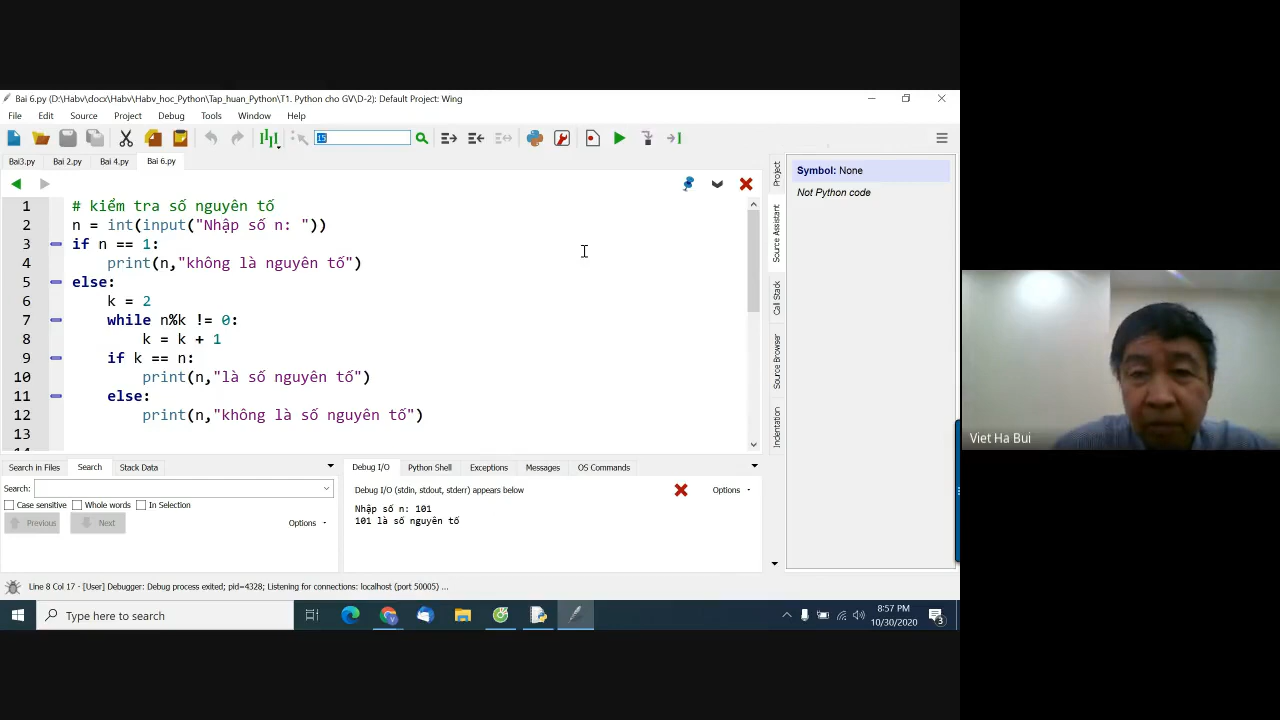 Bai 6.py (D:\Habv\docx\Habv\Habv_hoc_Python\Tap_huan_Python\T1. Python cho GV\D-2): Default Project: Wing
File Edit Source Project Debug Tools Window Help
15
Bai3.py Bai 2.py Bai 4.py Bai 6.py
1 # kiểm tra số nguyên tố
2 n = int(input("Nhập số n: "))
3 if n == 1:
4 print(n,"không là nguyên tố")
5 else:
6 k = 2
7 while n%k != 0:
8 k = k + 1
9 if k == n:
10 print(n,"là số nguyên tố")
11 else:
12 print(n,"không là số nguyên tố")
13
Project
Source Assistant
Call Stack
Source Browser
Indentation
Symbol: None
Not Python code
Search in Files Search Stack Data
Search:
Case sensitive Whole words In Selection
Previous Next Options
Debug I/O Python Shell Exceptions Messages OS Commands
Debug I/O (stdin, stdout, stderr) appears below
Options
Nhập số n: 101
101 là số nguyên tố
Line 8 Col 17 - [User] Debugger: Debug process exited; pid=4328; Listening for connections: localhost (port 50005) ...
Type here to search
8:57 PM
10/30/2020
3
Viet Ha Bui